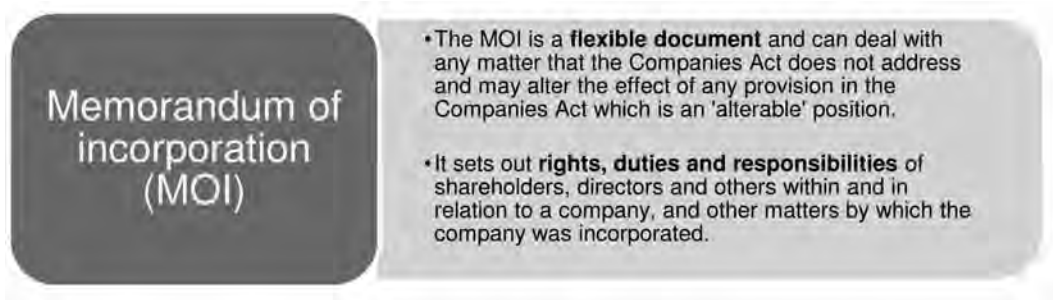 Memorandum of
incorporation
(MOI)
•The MOI is a flexible document and can deal with
any matter that the Companies Act does not address
and may alter the effect of any provision in the
Companies Act which is an 'alterable' position.
•It sets out rights, duties and responsibilities of
shareholders, directors and others within and in
relation to a company, and other matters by which the
company was incorporated.